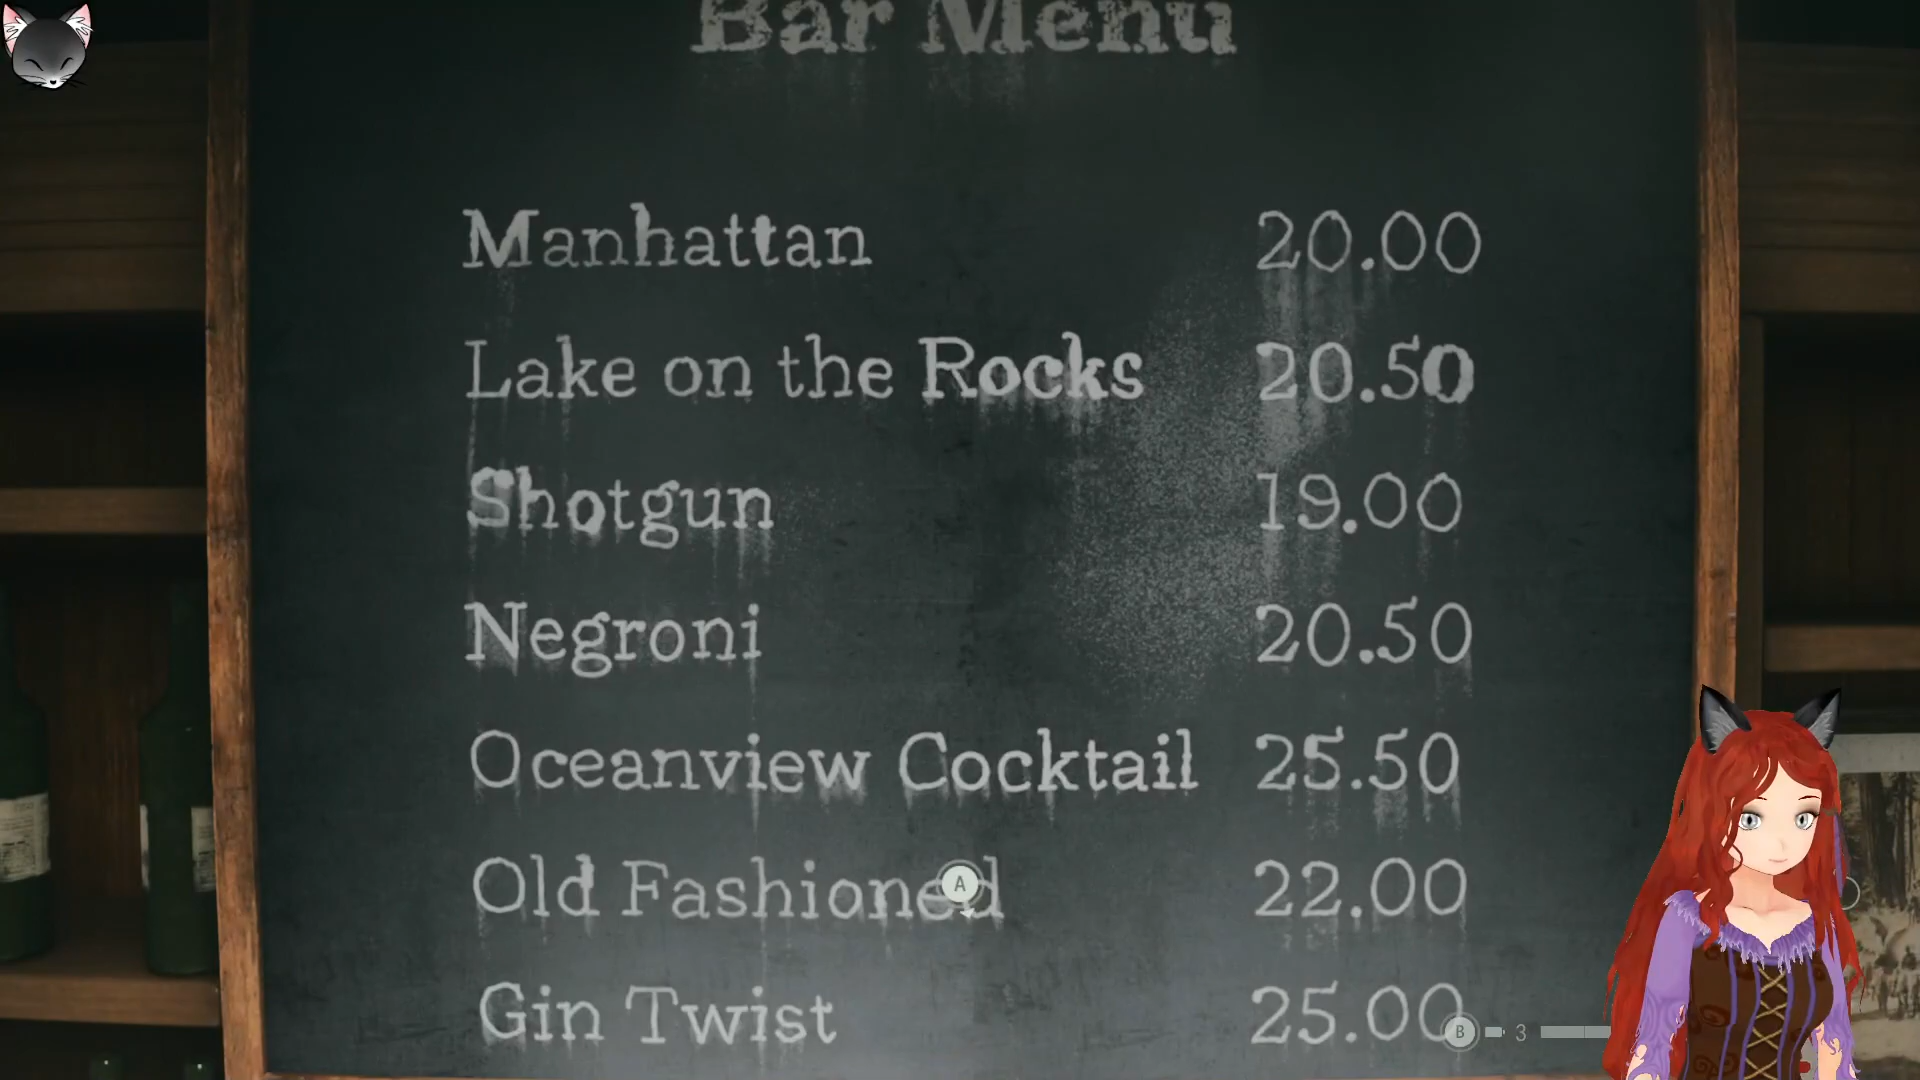 Bar Menu
Manhattan 20.00
Lake on the Rocks 20.50
Shotgun 19.00
Negroni 20.50
Oceanview Cocktail 25.50
Old Fashioned 22.00
A
Gin Twist 25.00
B 3